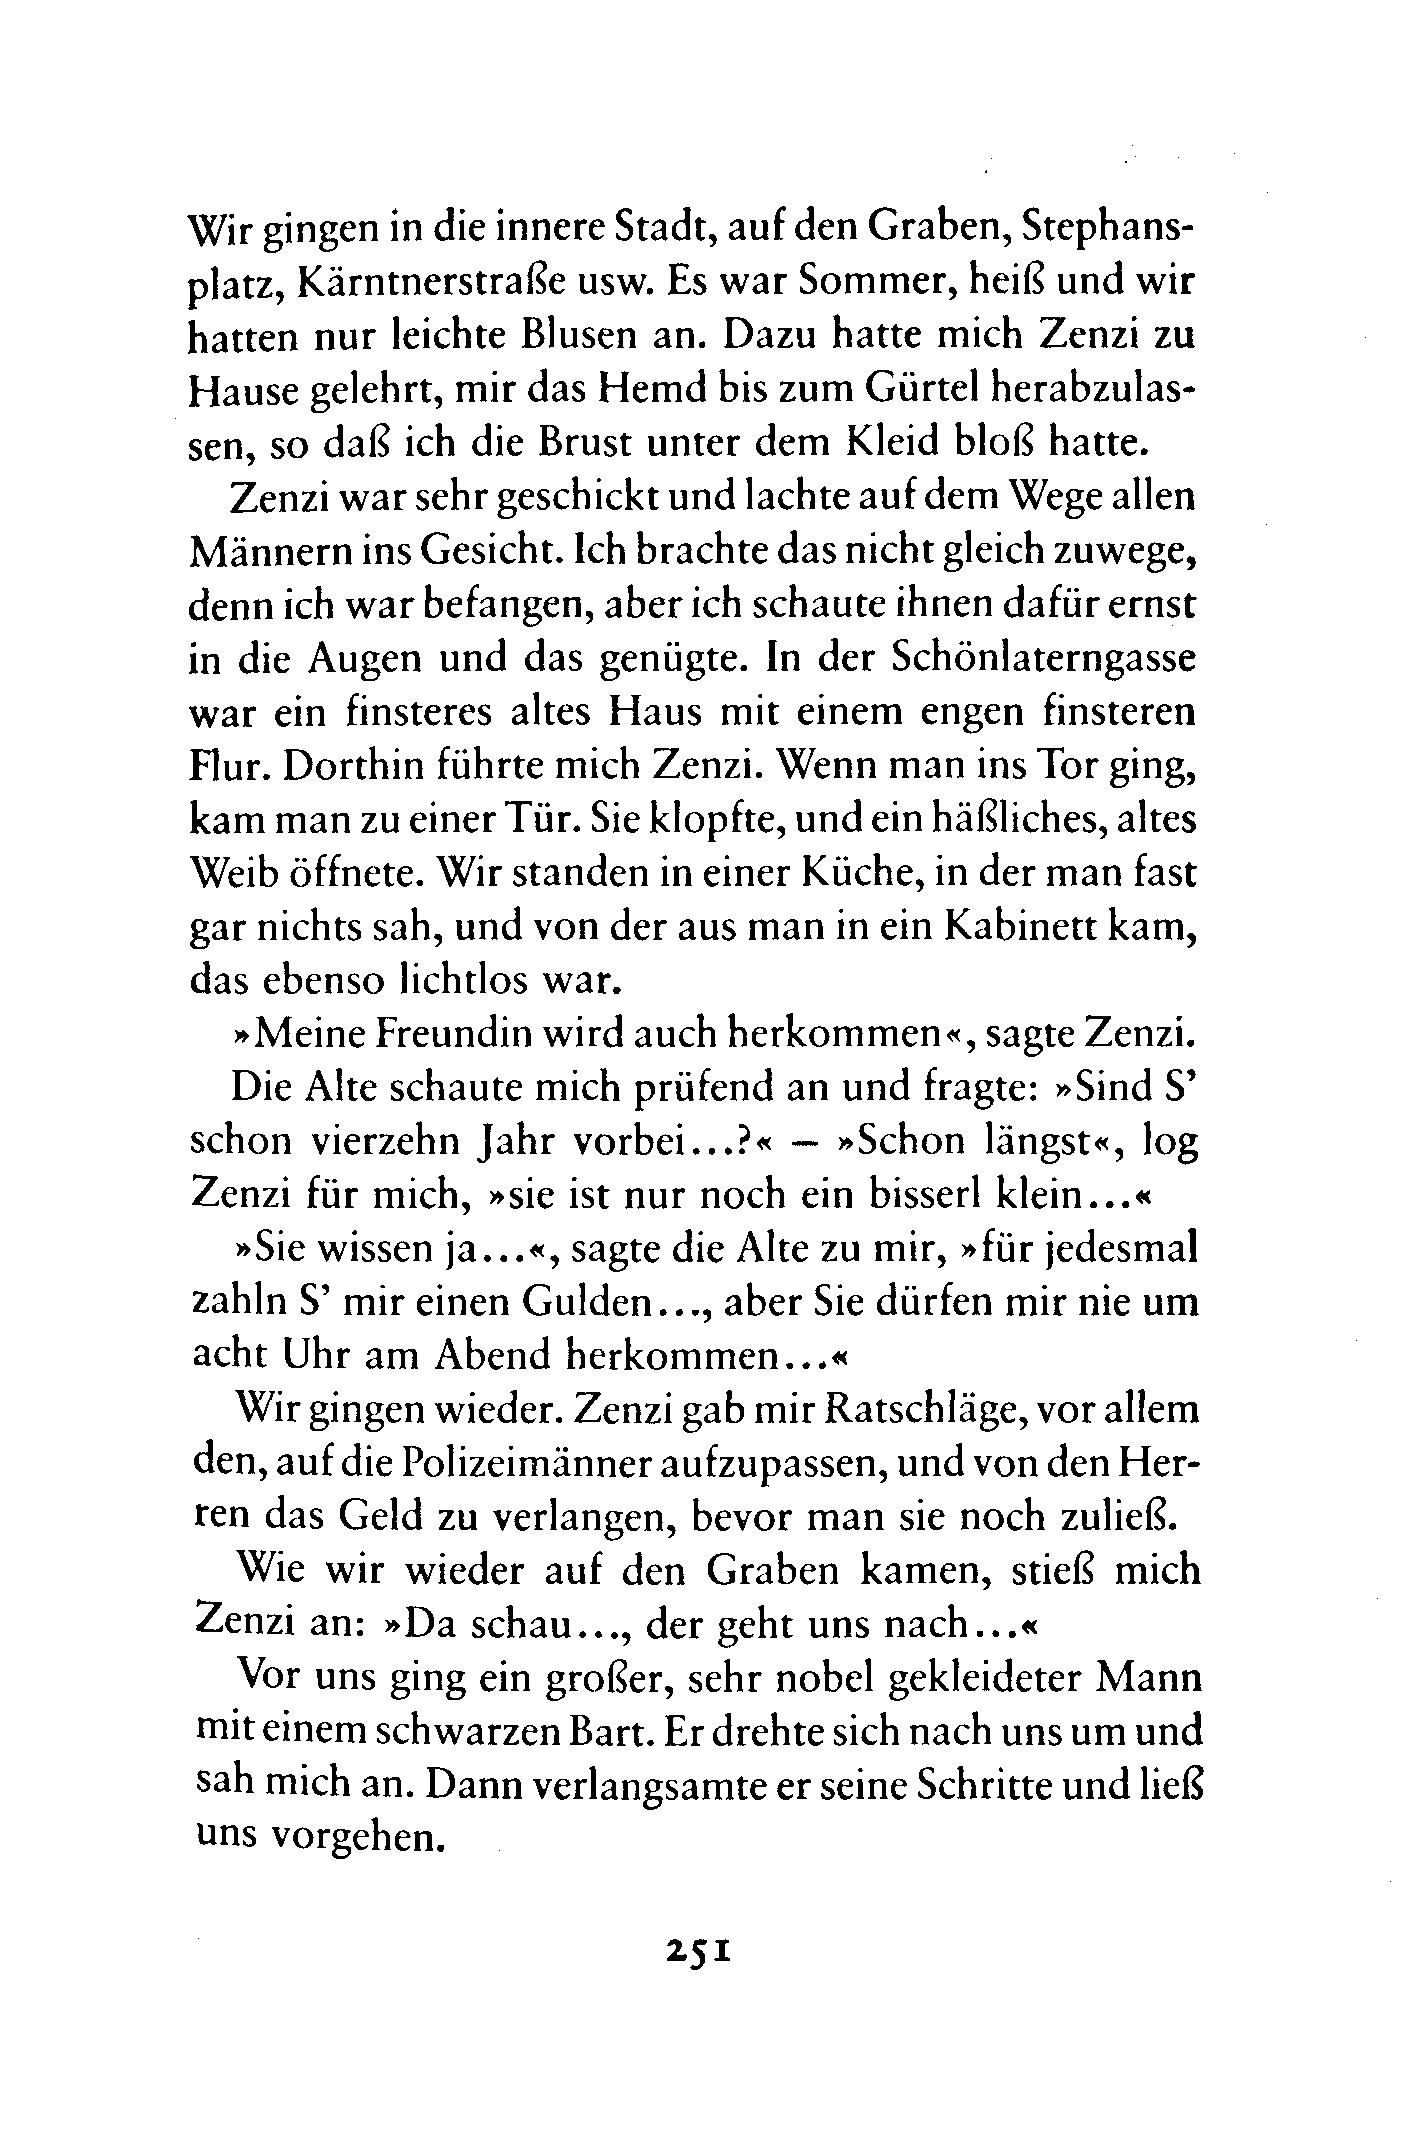 Wir gingen in die innere Stadt, auf den Graben, Stephans-
platz, Kärntnerstraße usw. Es war Sommer, heiß und wir
hatten nur leichte Blusen an. Dazu hatte mich Zenzi zu
Hause gelehrt, mir das Hemd bis zum Gürtel herabzulas-
sen, so daß ich die Brust unter dem Kleid bloß hatte.
Zenzi war sehr geschickt und lachte auf dem Wege allen
Männern ins Gesicht. Ich brachte das nicht gleich zuwege,
denn ich war befangen, aber ich schaute ihnen dafür ernst
in die Augen und das genügte. In der Schönlaterngasse
war ein finsteres altes Haus mit einem engen finsteren
Flur. Dorthin führte mich Zenzi. Wenn man ins Tor ging,
kam man zu einer Tür. Sie klopfte, und ein häßliches, altes
Weib öffnete. Wir standen in einer Küche, in der man fast
gar nichts sah, und von der aus man in ein Kabinett kam,
das ebenso lichtlos war.
»Meine Freundin wird auch herkommen«, sagte Zenzi.
Die Alte schaute mich prüfend an und fragte: »Sind S’
schon vierzehn Jahr vorbei...?« – »Schon längst«, log
Zenzi für mich, »sie ist nur noch ein bisserl klein...«
»Sie wissen ja...«, sagte die Alte zu mir, »für jedesmal
zahln S’ mir einen Gulden..., aber Sie dürfen mir nie um
acht Uhr am Abend herkommen...«
Wir gingen wieder. Zenzi gab mir Ratschläge, vor allem
den, auf die Polizeimänner aufzupassen, und von den Her-
ren das Geld zu verlangen, bevor man sie noch zuließ.
Wie wir wieder auf den Graben kamen, stieß mich
Zenzi an: »Da schau..., der geht uns nach...«
Vor uns ging ein großer, sehr nobel gekleideter Mann
mit einem schwarzen Bart. Er drehte sich nach uns um und
sah mich an. Dann verlangsamte er seine Schritte und ließ
uns vorgehen.
251